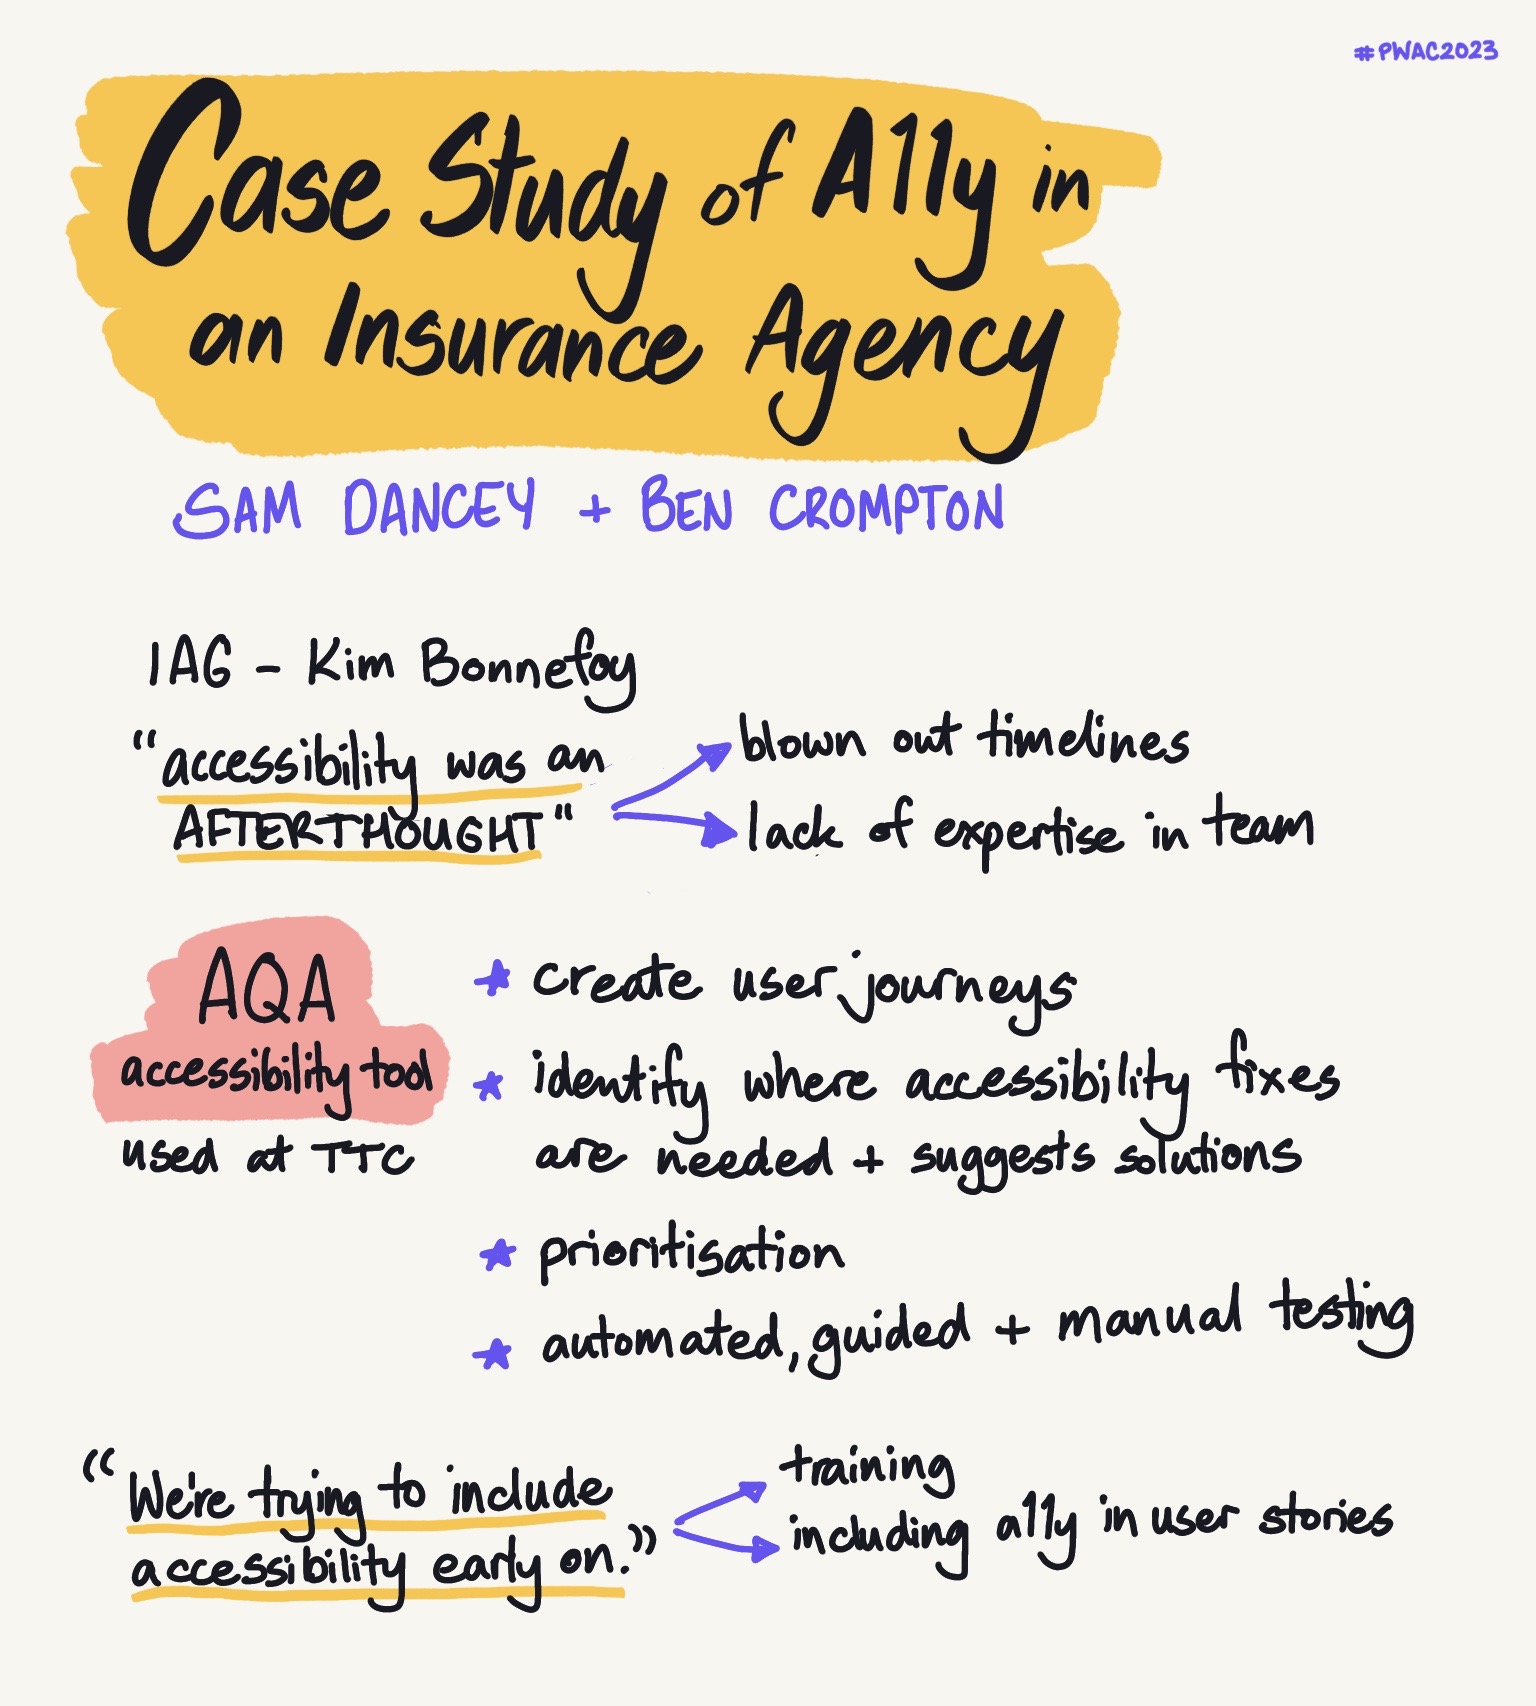 #PWAC2023
Case Study of A11y in
an Insurance Agency
SAM DANCEY + BEN CROMPTON
IAG - Kim Bonnefoy
"accessibility was an
AFTERTHOUGHT"
blown out timelines
lack of expertise in team
AQA
accessibility tool
used at TTC
★ create user journeys
★ identify where accessibility fixes
are needed + suggests solutions
★ prioritisation
★ automated, guided + manual testing
"We're trying to include
accessibility early on."
training
including a11y in user stories